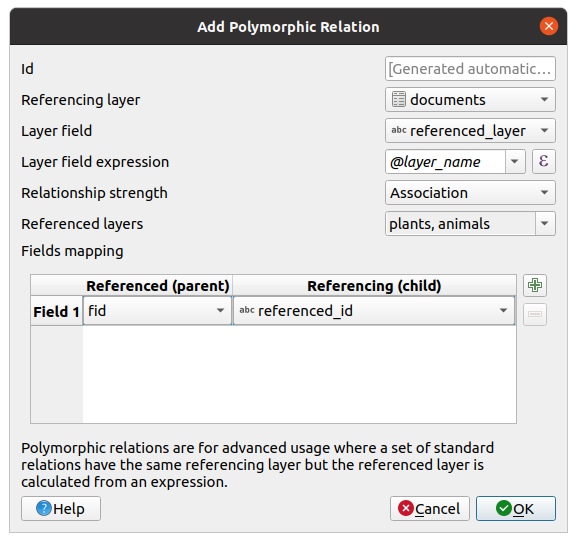 Add Polymorphic Relation
Id [Generated automatic...
Referencing layer documents
Layer field abc referenced_layer
Layer field expression @layer_name ε
Relationship strength Association
Referenced layers plants, animals
Fields mapping
Referenced (parent) Referencing (child)
Field 1 fid abc referenced_id
Polymorphic relations are for advanced usage where a set of standard
relations have the same referencing layer but the referenced layer is
calculated from an expression.
Help Cancel OK